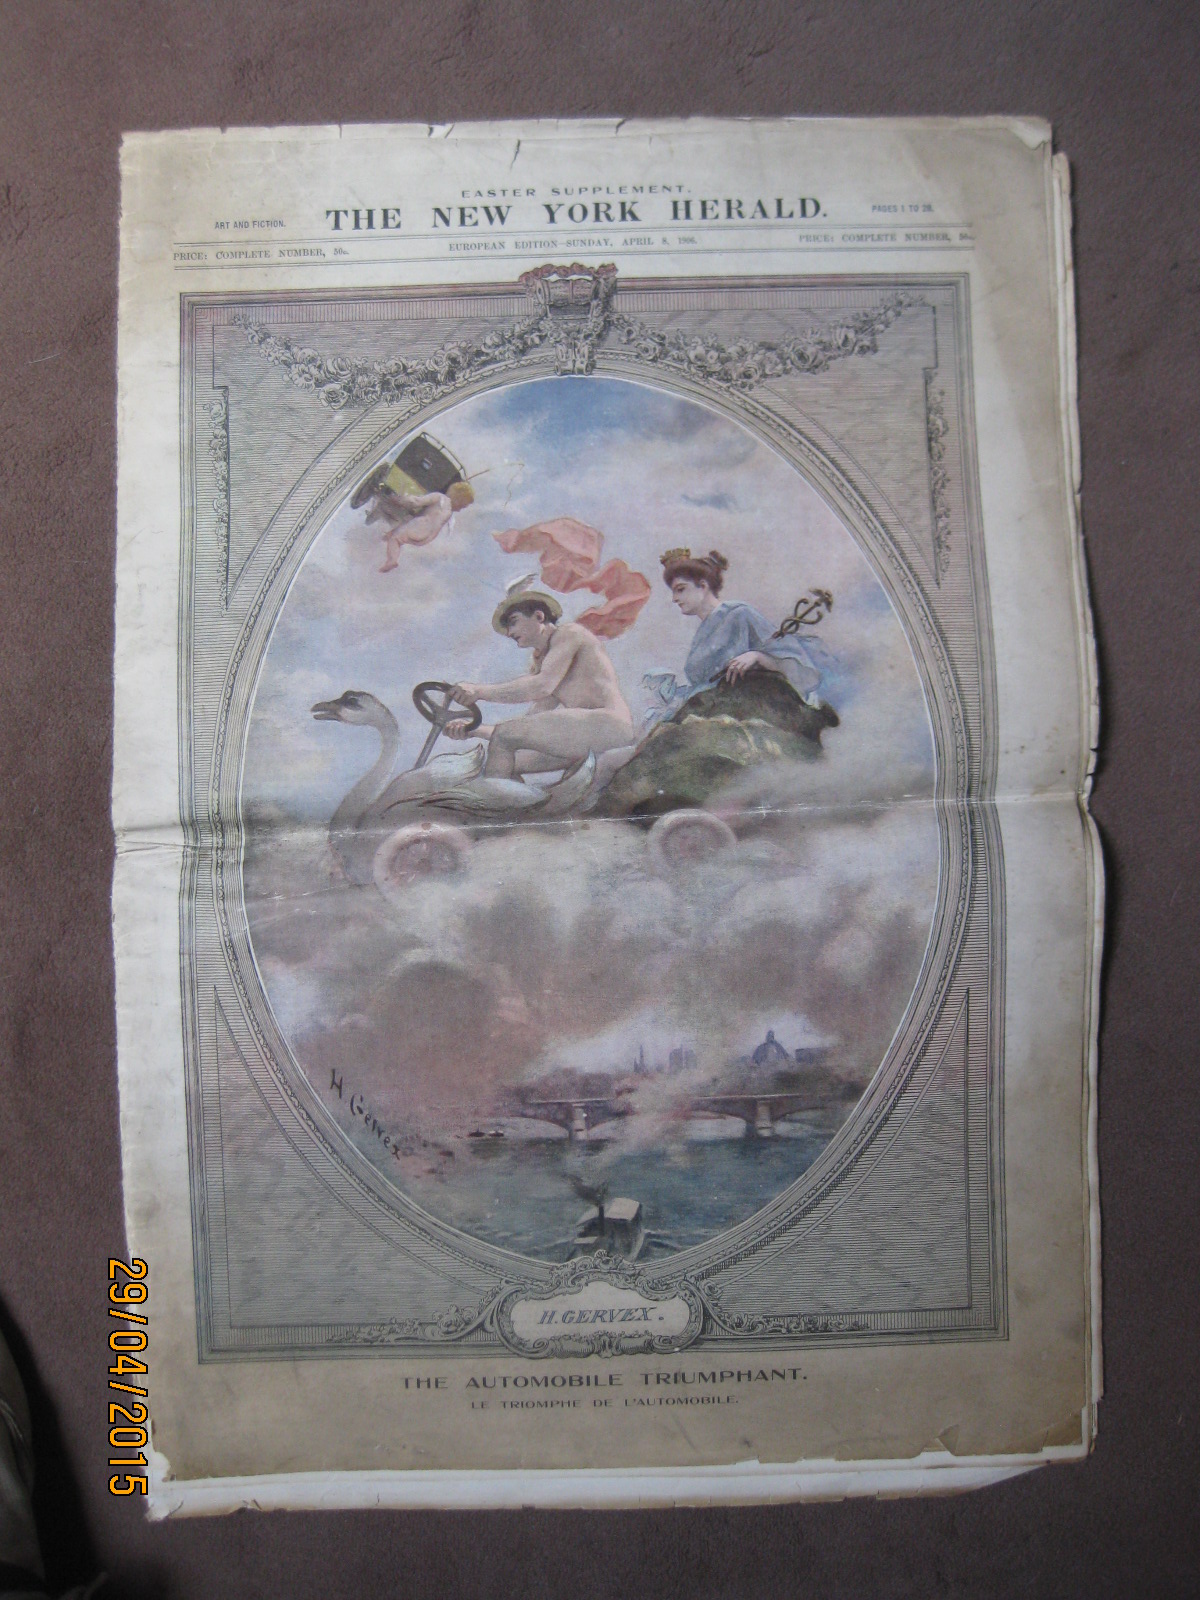 EASTER SUPPLEMENT.
ART AND FICTION. THE NEW YORK HERALD. PAGES 1 TO 28.
PRICE: COMPLETE NUMBER, 50c. EUROPEAN EDITION—SUNDAY, APRIL 8, 1906. PRICE: COMPLETE NUMBER, 50c.
H Gervex
H. GERVEX.
THE AUTOMOBILE TRIUMPHANT.
LE TRIOMPHE DE L'AUTOMOBILE.
29/04/2015